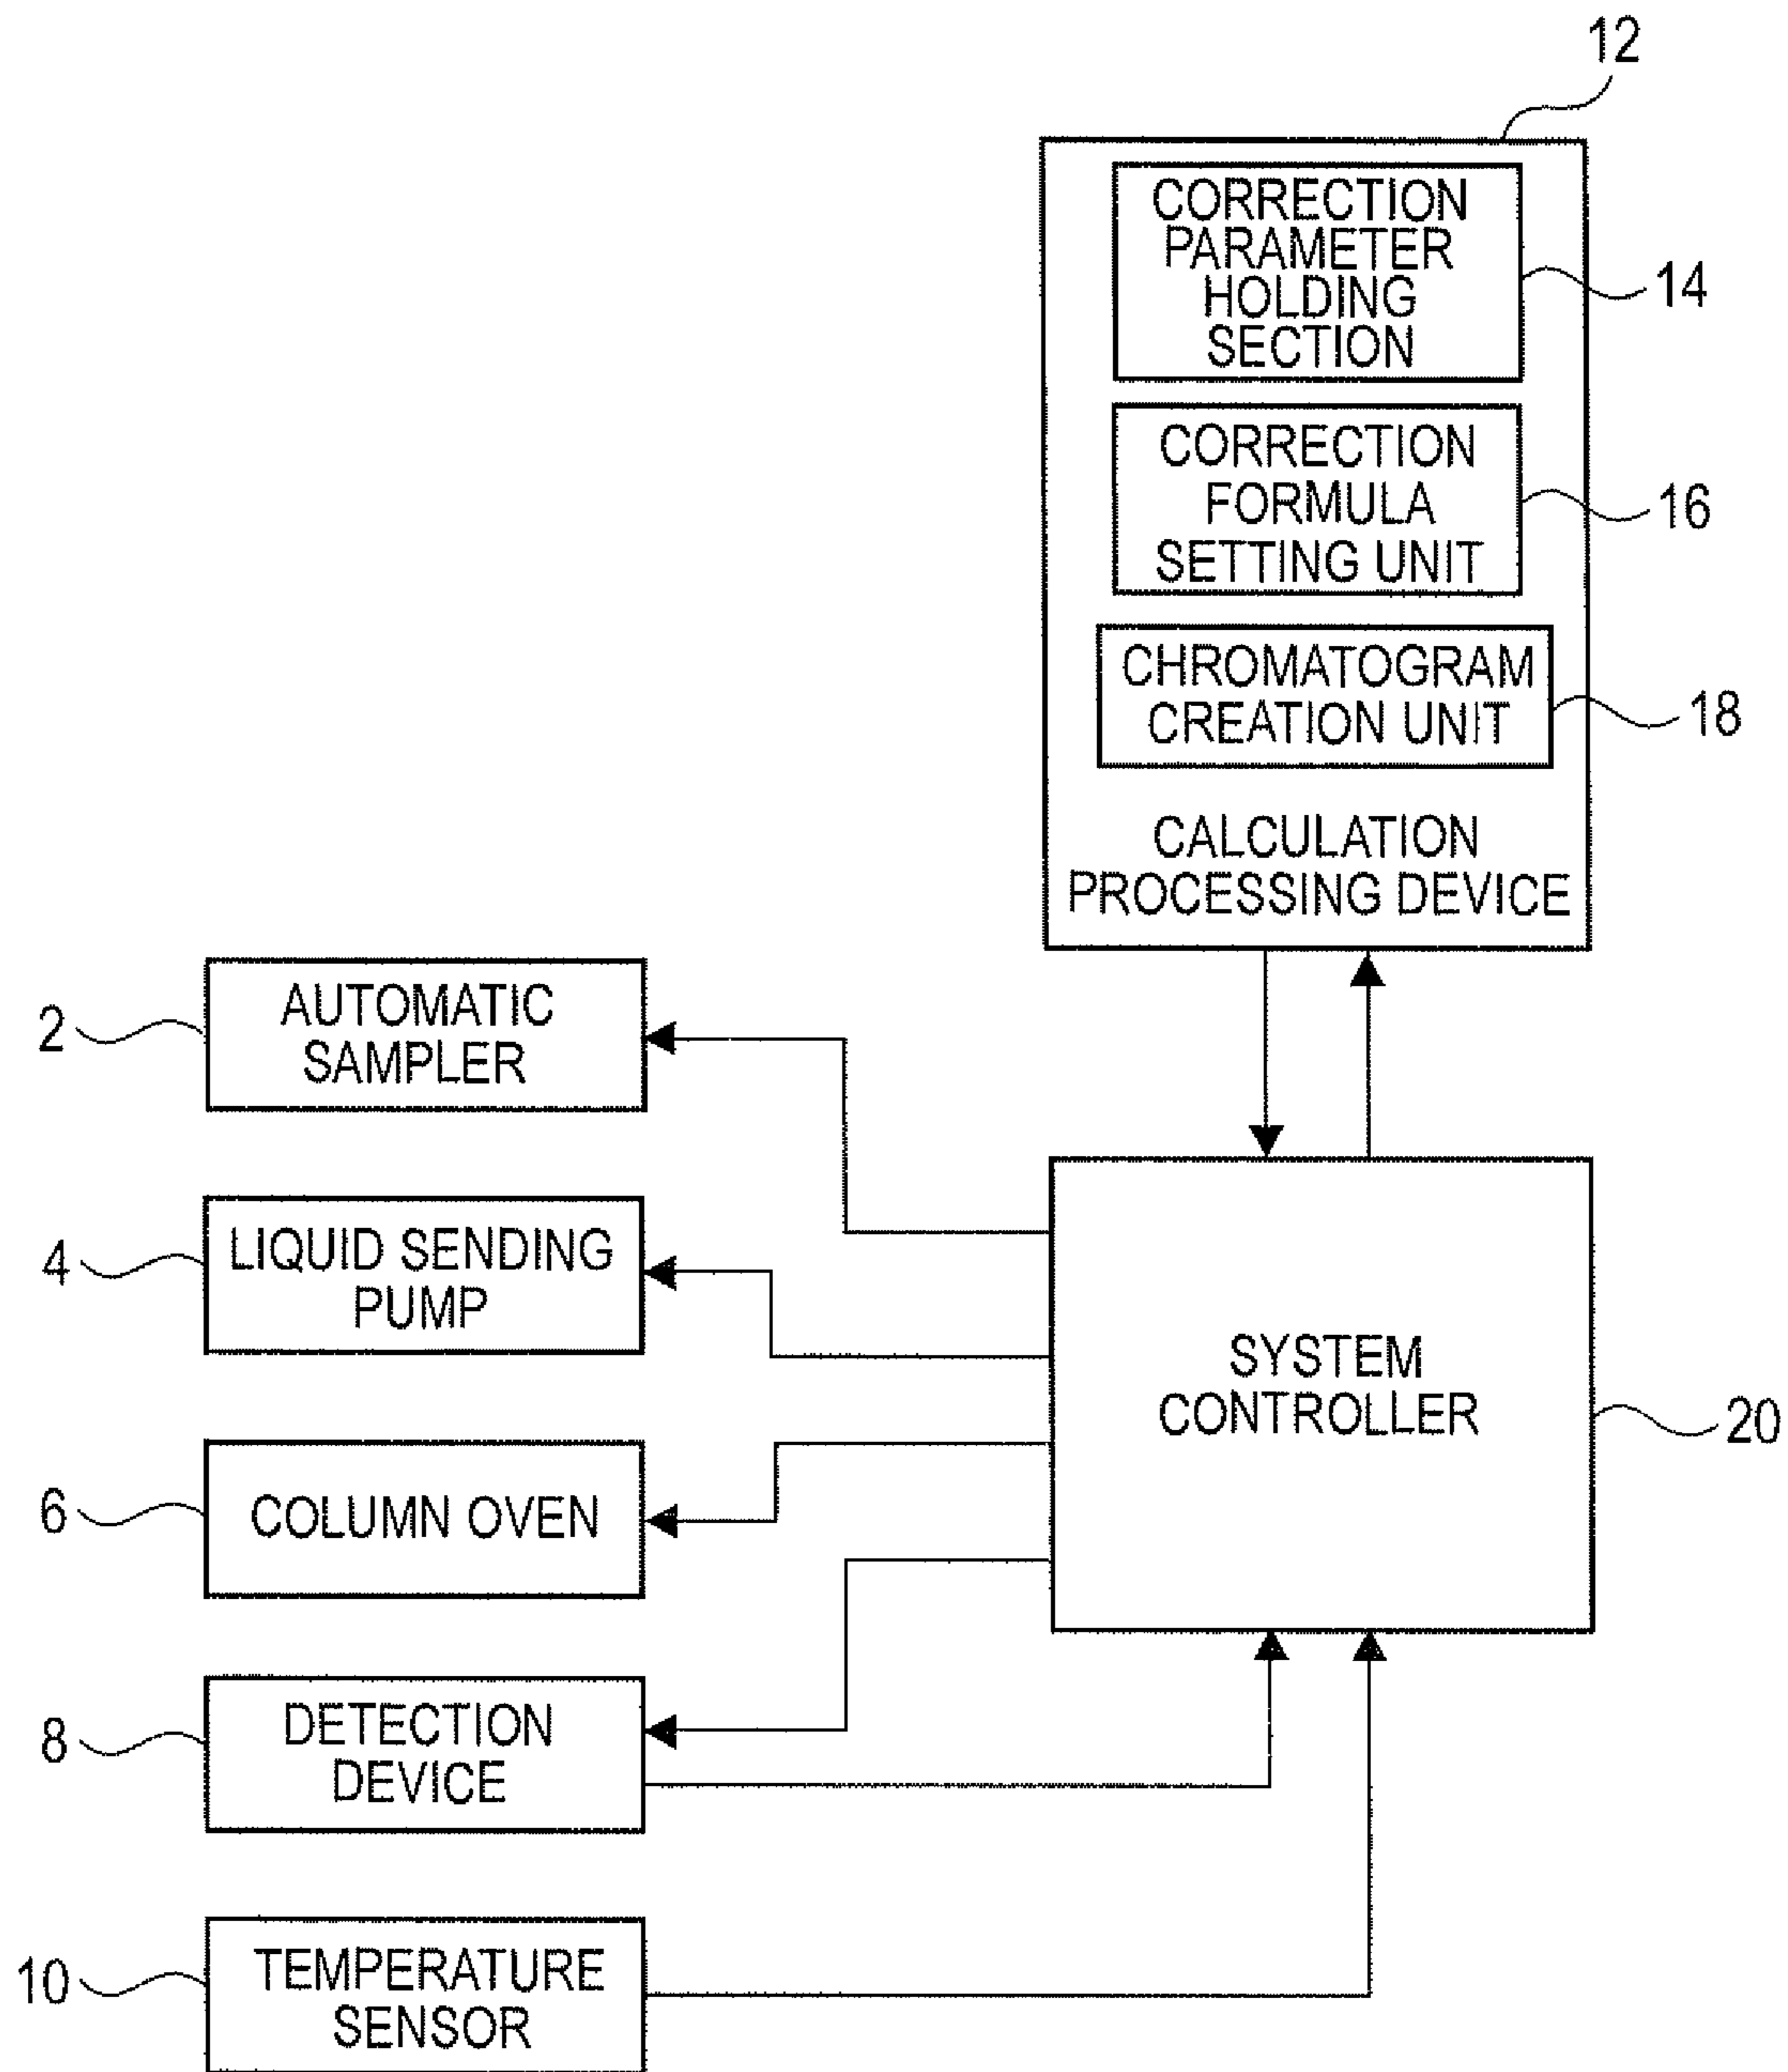 12
CORRECTION
PARAMETER
HOLDING
SECTION
14
CORRECTION
FORMULA
SETTING UNIT
16
CHROMATOGRAM
CREATION UNIT
18
CALCULATION
PROCESSING DEVICE
2
AUTOMATIC
SAMPLER
4
LIQUID SENDING
PUMP
SYSTEM
CONTROLLER
20
6
COLUMN OVEN
8
DETECTION
DEVICE
10
TEMPERATURE
SENSOR